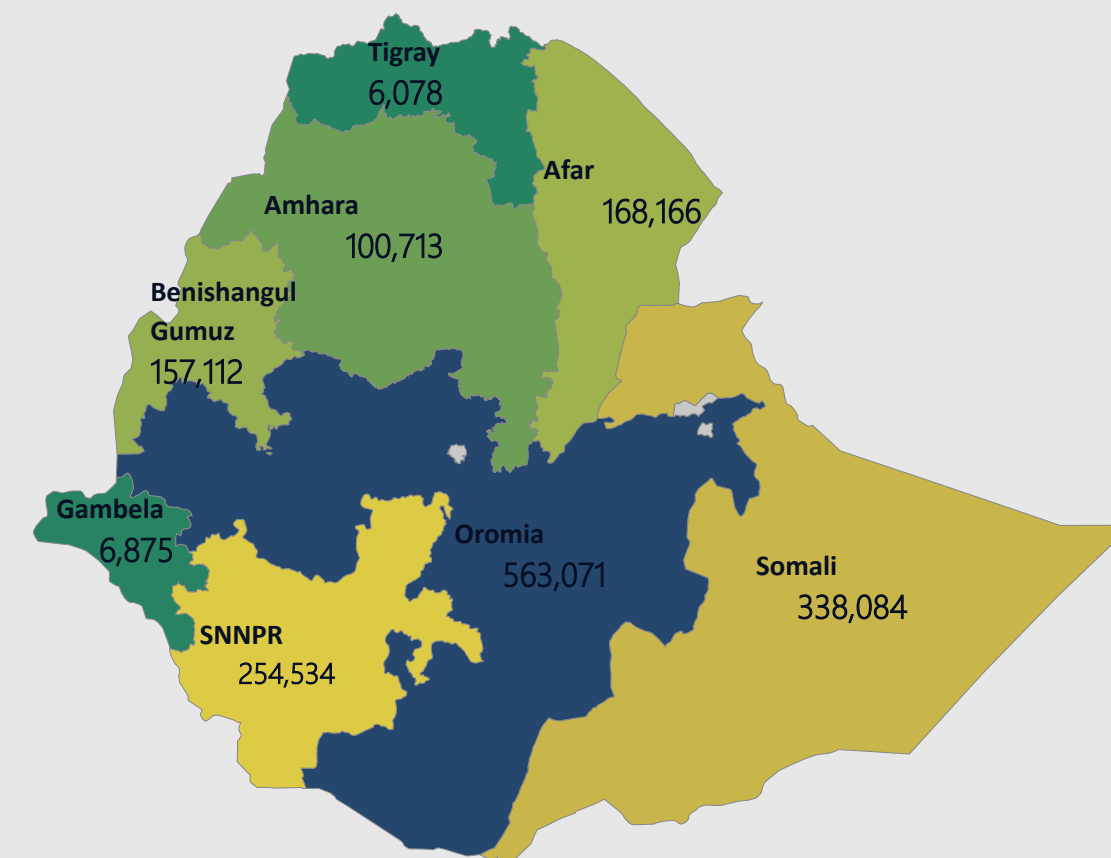 Tigray
6,078
Afar
168,166
Amhara
100,713
Benishangul
Gumuz
157,112
Gambela
6,875
Oromia
563,071
Somali
338,084
SNNPR
254,534